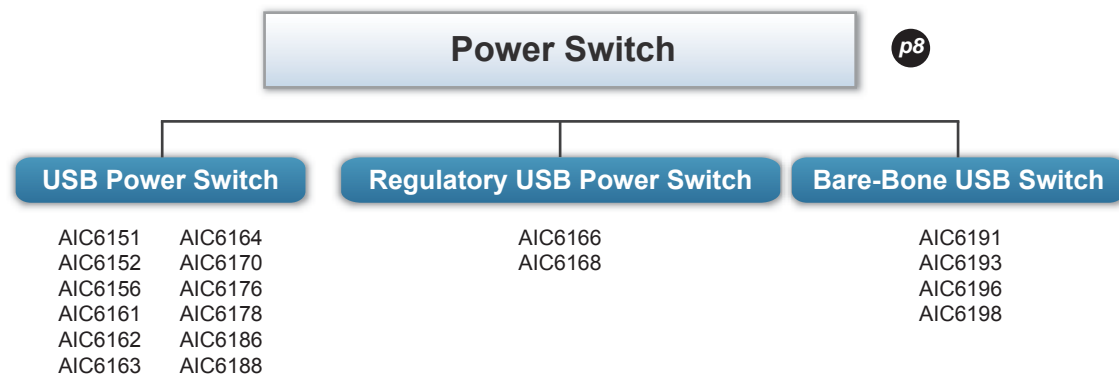 Power Switch
p8
USB Power Switch
AIC6151 AIC6164
AIC6152 AIC6170
AIC6156 AIC6176
AIC6161 AIC6178
AIC6162 AIC6186
AIC6163 AIC6188
Regulatory USB Power Switch
AIC6166
AIC6168
Bare-Bone USB Switch
AIC6191
AIC6193
AIC6196
AIC6198